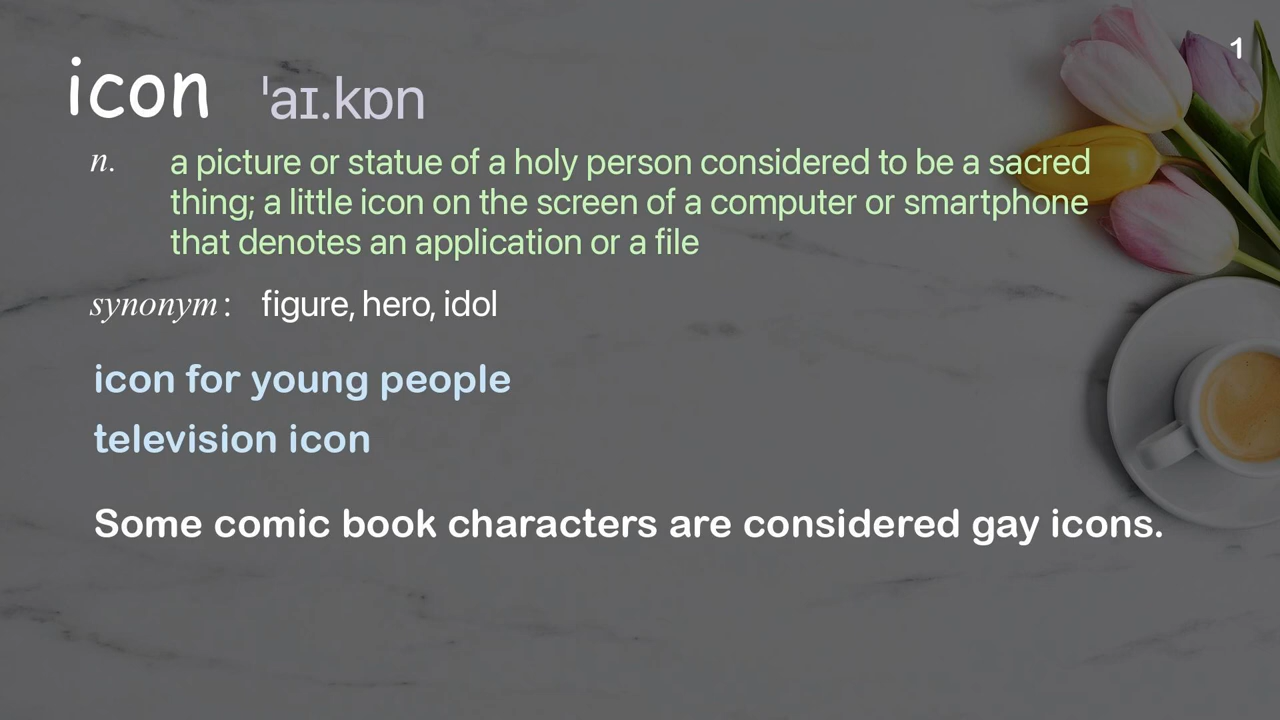 1
icon ˈaɪ.kɒn
n. a picture or statue of a holy person considered to be a sacred
thing; a little icon on the screen of a computer or smartphone
that denotes an application or a file
synonym: figure, hero, idol
icon for young people
television icon
Some comic book characters are considered gay icons.